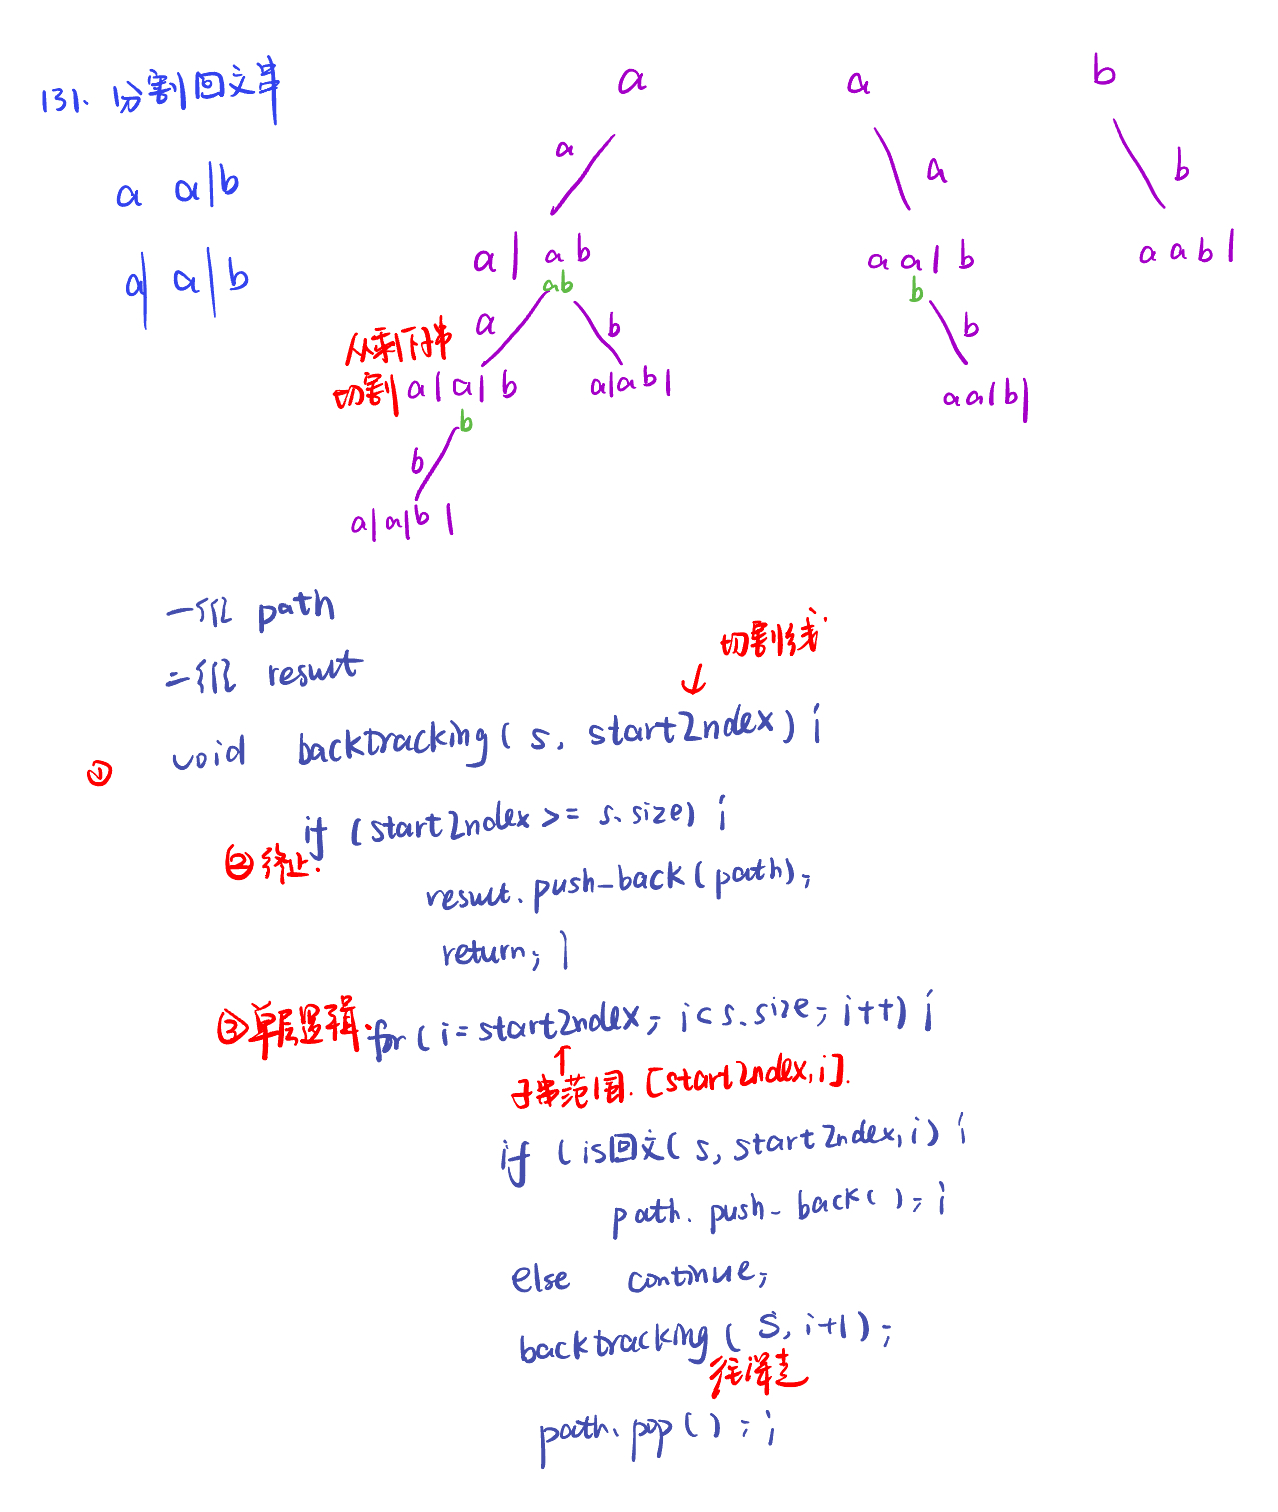 131. 分割回文串
a a b
a a|b
a|a|b
a
a
a|ab
ab
a
b
从剩下子串
切割
a|a|b
a|ab|
b
b
a|a|b|
a
a
aa|b
b
b
aa|b|
b
b
aab|
一维 path
二维 result
切割线.
↓
① void backtracking(s, startIndex) {
② 终止. if (startIndex >= s.size) {
result.push_back(path);
return; }
③ 单层逻辑. for (i = startIndex; i < s.size; i++) {
↑
子串范围. [startIndex, i].
if (is回文(s, startIndex, i) {
path.push_back(); }
else continue;
backtracking(s, i+1);
path.pop(); }